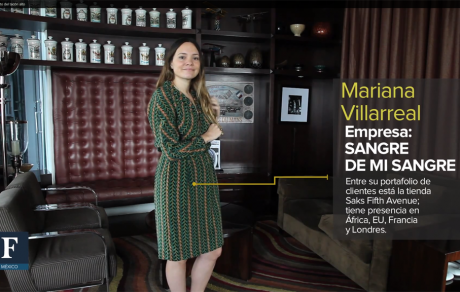 Mariana
Villarreal
Empresa:
SANGRE
DE MI SANGRE
Entre su portafolio de
clientes está la tienda
Saks Fifth Avenue;
tiene presencia en
África, EU, Francia
y Londres.
F
MÉXICO